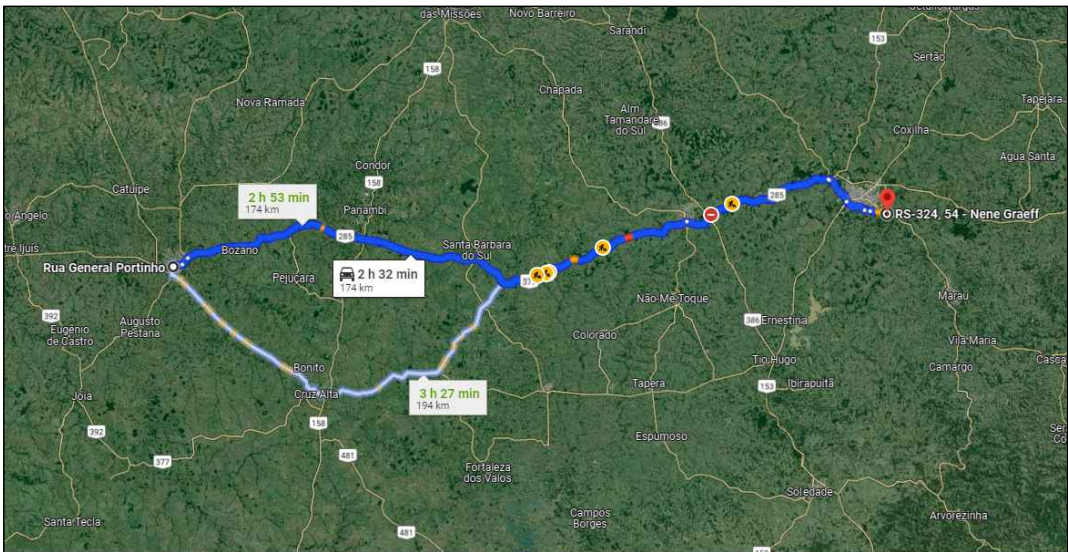 das Missões
Novo Barreiro
153
Sarandi
Sertão
158
Chapada
Nova Ramada
Tapejara
Alm
Tamandaré
do Sul
Coxilha
Condor
Água Santa
158
Catuípe
285
2 h 53 min
174 km
Panambi
285
RS-324, 54 - Nene Graeff
Bozano
Santa Bárbara
do Sul
Rua General Portinho
2 h 32 min
174 km
Pejuçara
Não-Me-Toque
Marau
392
Augusto
Pestana
386
Ernestina
Eugênio
de Castro
Colorado
Vila Maria
Tio Hugo
Camargo
Bonito
Tapera
153
Ibirapuitã
3 h 27 min
194 km
Jóia
Cruz Alta
158
392
Espumoso
481
377
Fortaleza
dos Valos
Soledade
Campos
Borges
Arvorezinha
Santa Tecla
481